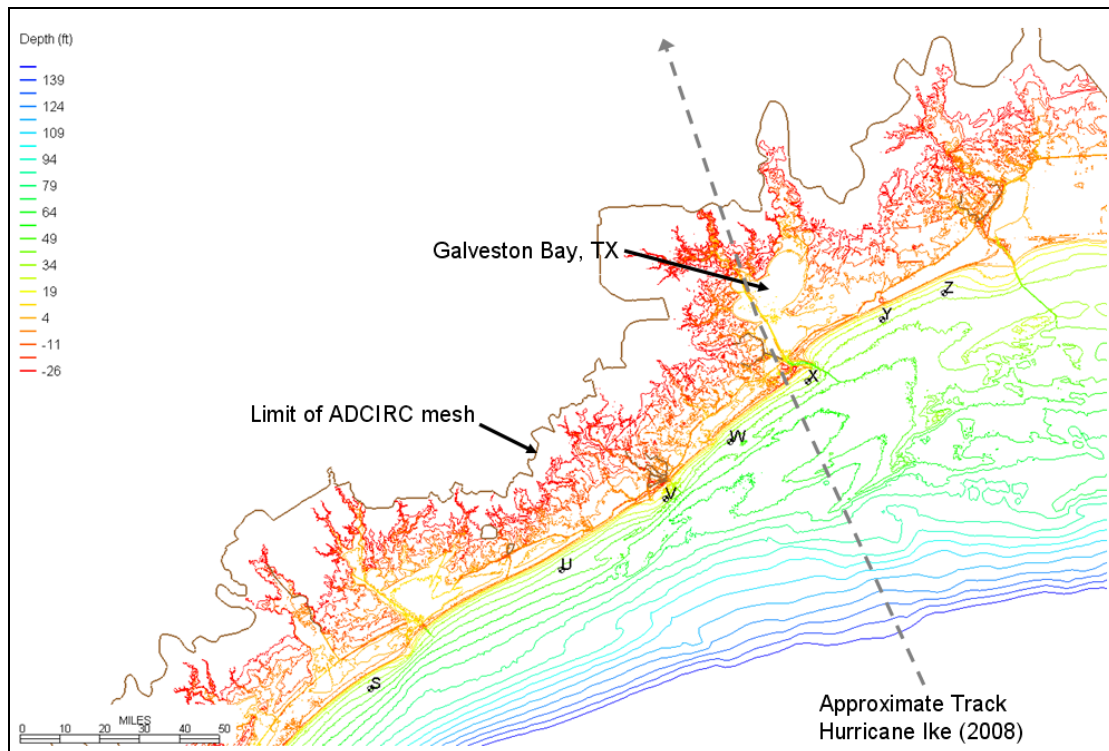 Depth (ft)
139
124
109
94
79
64
49
34
19
4
-11
-26
Galveston Bay, TX
Z
Y
X
Limit of ADCIRC mesh
W
V
U
S
MILES
0 10 20 30 40 50
Approximate Track
Hurricane Ike (2008)